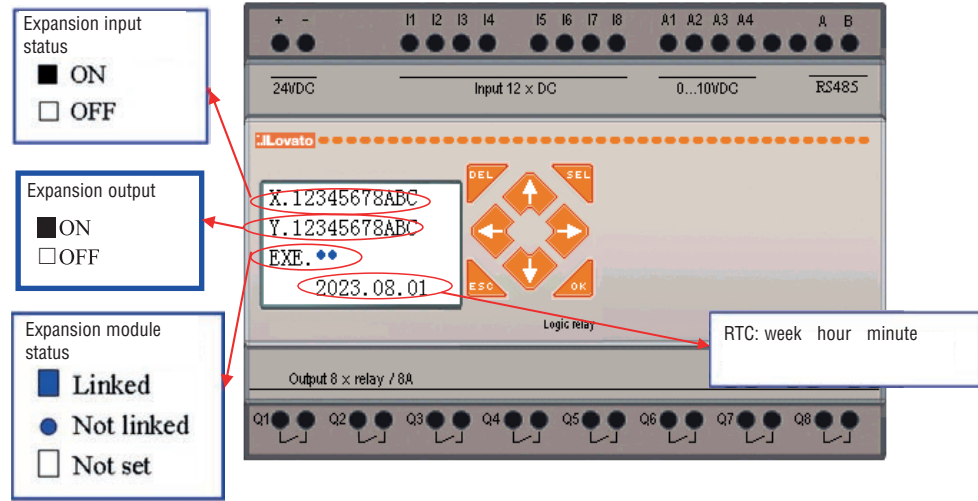 Expansion input
status
ON
OFF
Expansion output
ON
OFF
Expansion module
status
Linked
Not linked
Not set
+ - I1 I2 I3 I4 I5 I6 I7 I8 A1 A2 A3 A4 A B
24VDC Input 12 x DC 0...10VDC RS485
Lovato
DEL SEL
X.12345678ABC
Y.12345678ABC
EXE.
2023.08.01
ESC OK
Logic relay
RTC: week hour minute
Output 8 x relay / 8A
Q1 Q2 Q3 Q4 Q5 Q6 Q7 Q8